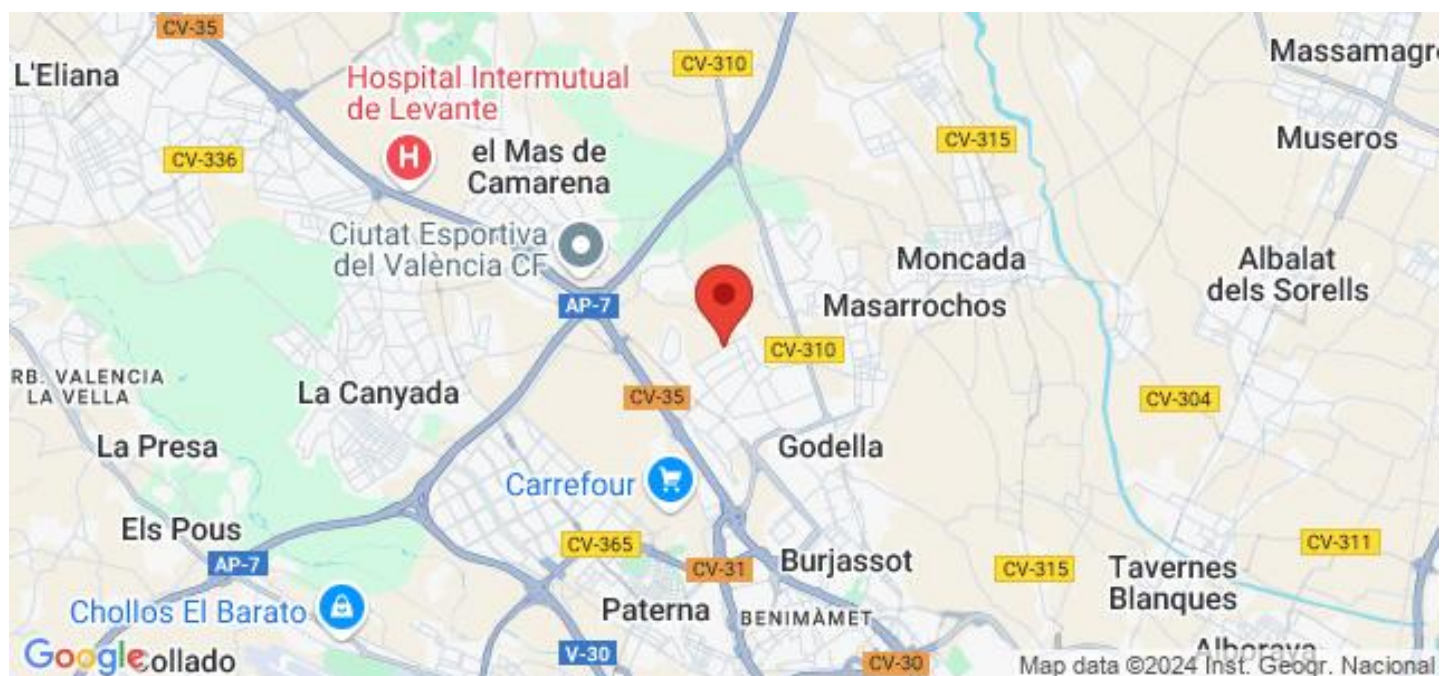 CV-35
L'Eliana
CV-310
Massamagre
Hospital Intermutual
de Levante
CV-336
el Mas de
Camarena
CV-315
Museros
Ciutat Esportiva
del València CF
Moncada
Albalat
dels Sorells
AP-7
Masarrochos
CV-310
RB. VALENCIA
LA VELLA
La Canyada
CV-35
CV-304
La Presa
Godella
Carrefour
Els Pous
CV-365
CV-311
AP-7
CV-31
Burjassot
CV-315
Tavernes
Blanques
Chollos El Barato
Paterna
BENIMÀMET
Alboraya
Google
Collado
V-30
CV-30
Map data ©2024 Inst. Geogr. Nacional